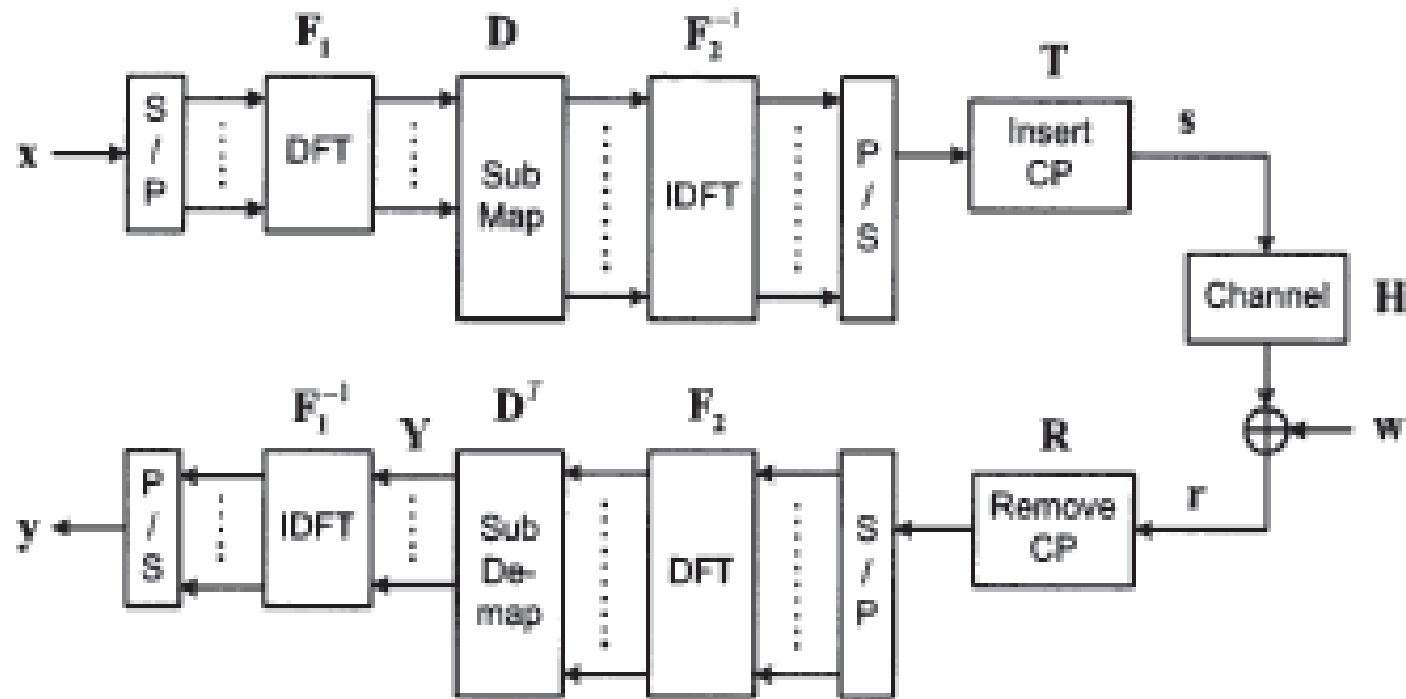 F₁ D F₂⁻¹ T
x S/P DFT Sub Map IDFT P/S Insert CP s
Channel H
F₁⁻¹ Y Dᵀ F₂ R w
y P/S IDFT Sub De-map DFT S/P Remove CP r